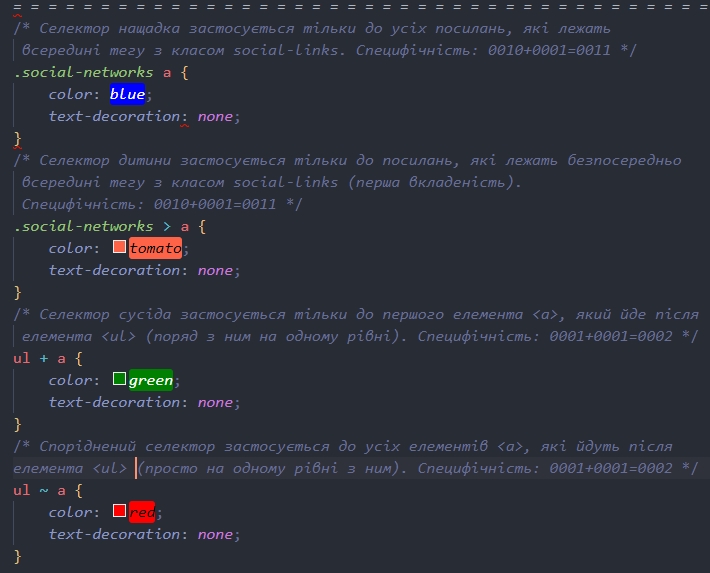 = = = = = = = = = = = = = = = = = = = = = = = = = = = = = = = = = = = = = = = =
/* Селектор нащадка застосується тільки до усіх посилань, які лежать
всередині тегу з класом social-links. Специфічність: 0010+0001=0011 */
.social-networks a {
color: blue;
text-decoration: none;
}
/* Селектор дитини застосується тільки до посилань, які лежать безпосередньо
всередині тегу з класом social-links (перша вкладеність).
Специфічність: 0010+0001=0011 */
.social-networks > a {
color: tomato;
text-decoration: none;
}
/* Селектор сусіда застосується тільки до першого елемента <a>, який йде після
елемента <ul> (поряд з ним на одному рівні). Специфічність: 0001+0001=0002 */
ul + a {
color: green;
text-decoration: none;
}
/* Споріднений селектор застосується до усіх елементів <a>, які йдуть після
елемента <ul> (просто на одному рівні з ним). Специфічність: 0001+0001=0002 */
ul ~ a {
color: red;
text-decoration: none;
}